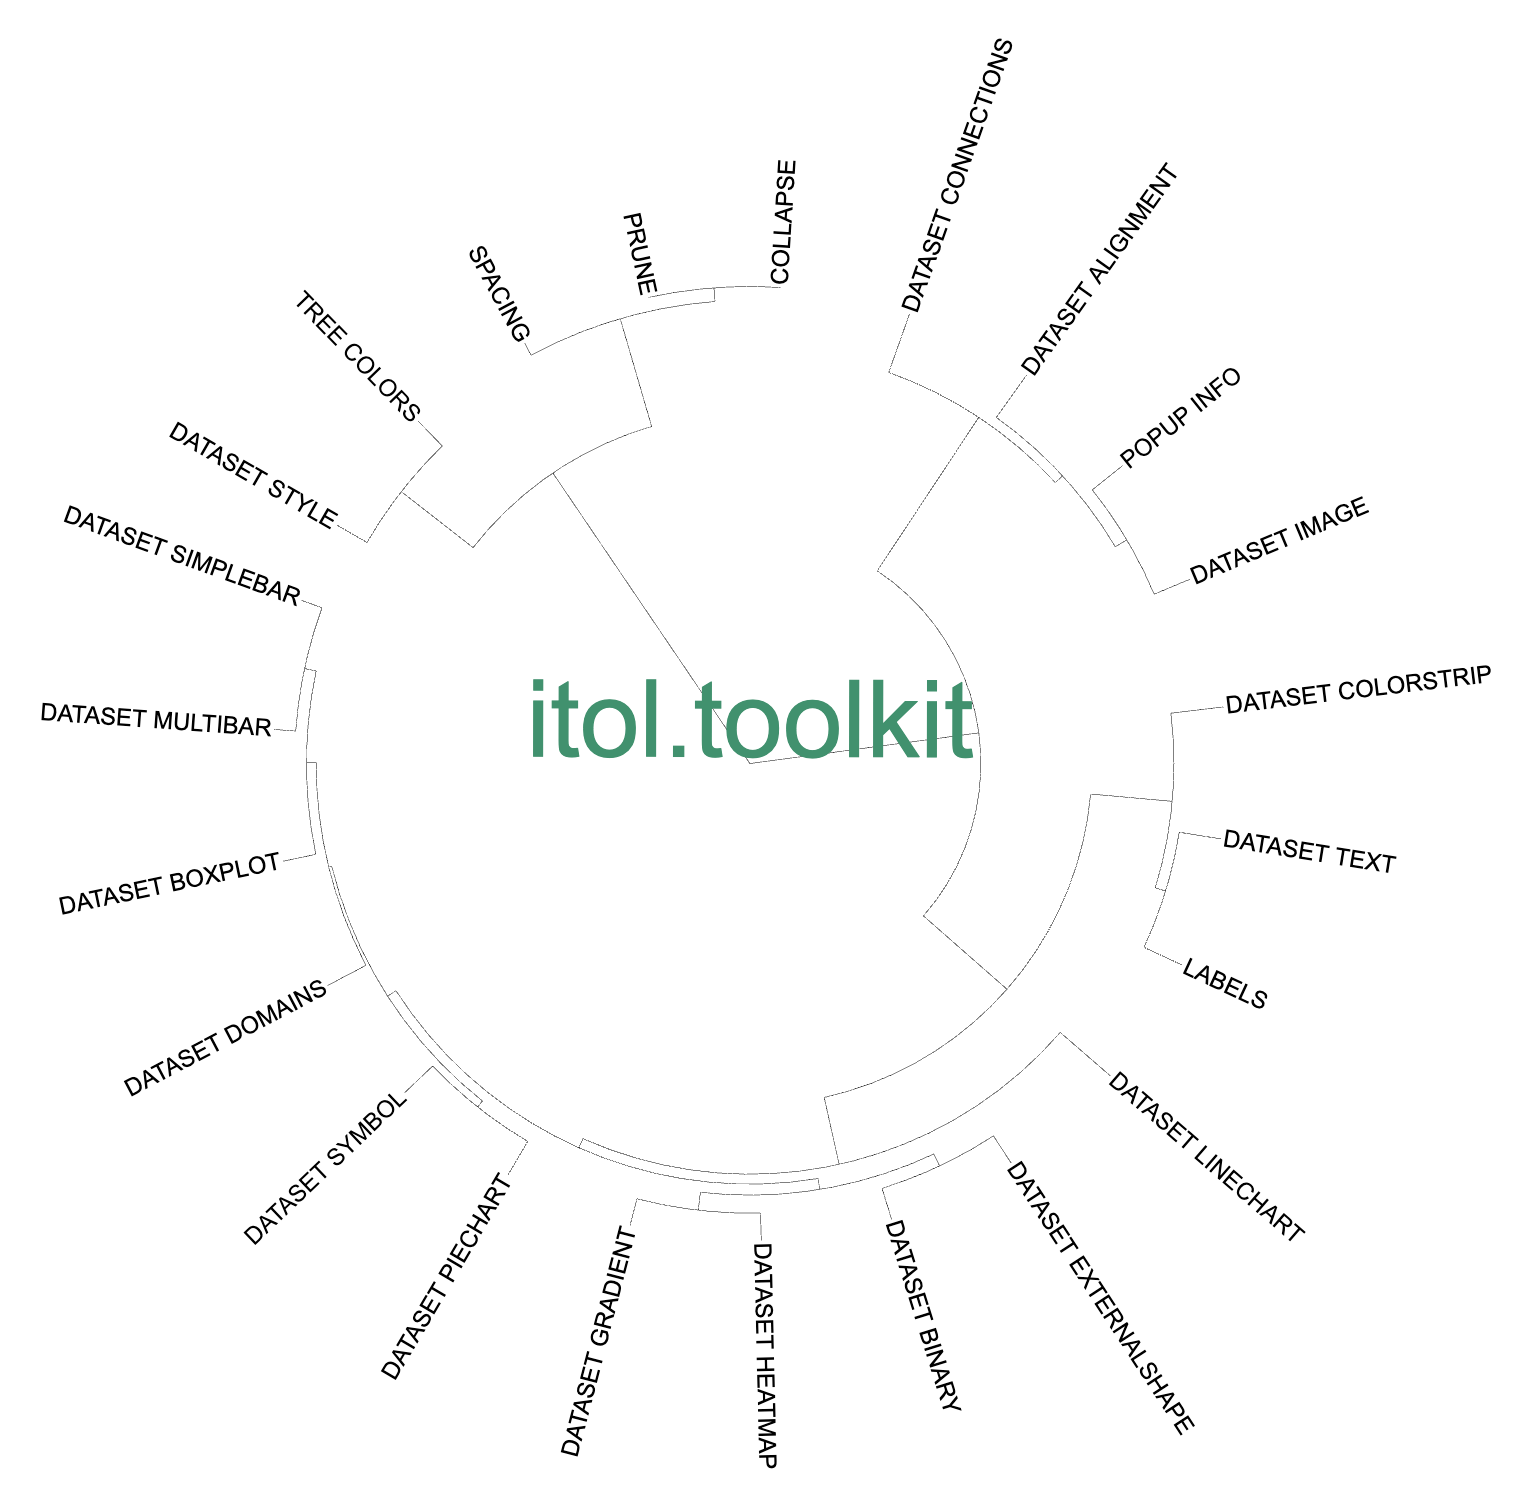 DATASET CONNECTIONS
DATASET ALIGNMENT
POPUP INFO
DATASET IMAGE
DATASET COLORSTRIP
DATASET TEXT
LABELS
DATASET LINECHART
DATASET EXTERNALSHAPE
DATASET BINARY
DATASET HEATMAP
DATASET GRADIENT
DATASET PIECHART
DATASET SYMBOL
DATASET DOMAINS
DATASET BOXPLOT
DATASET MULTIBAR
DATASET SIMPLEBAR
DATASET STYLE
TREE COLORS
SPACING
PRUNE
COLLAPSE
itol.toolkit